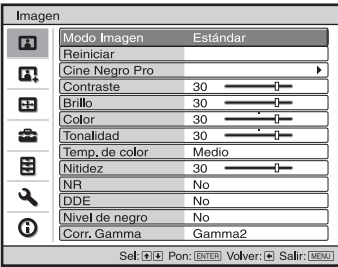 Imagen
Modo Imagen Estándar
Reiniciar
Cine Negro Pro
Contraste 30
Brillo 30
Color 30
Tonalidad 30
Temp. de color Medio
Nitidez 30
NR No
DDE No
Nivel de negro No
Corr. Gamma Gamma2
Sel: Pon: ENTER Volver: Salir: MENU